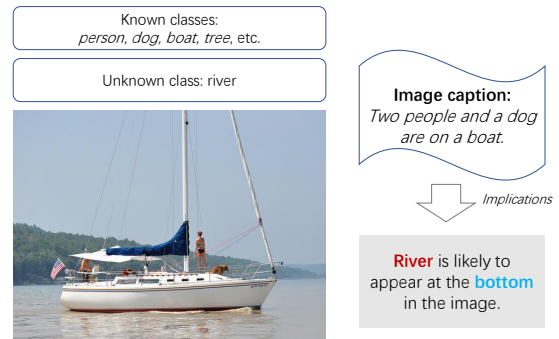 Known classes:
person, dog, boat, tree, etc.
Unknown class: river
Image caption:
Two people and a dog
are on a boat.
Implications
River is likely to
appear at the bottom
in the image.